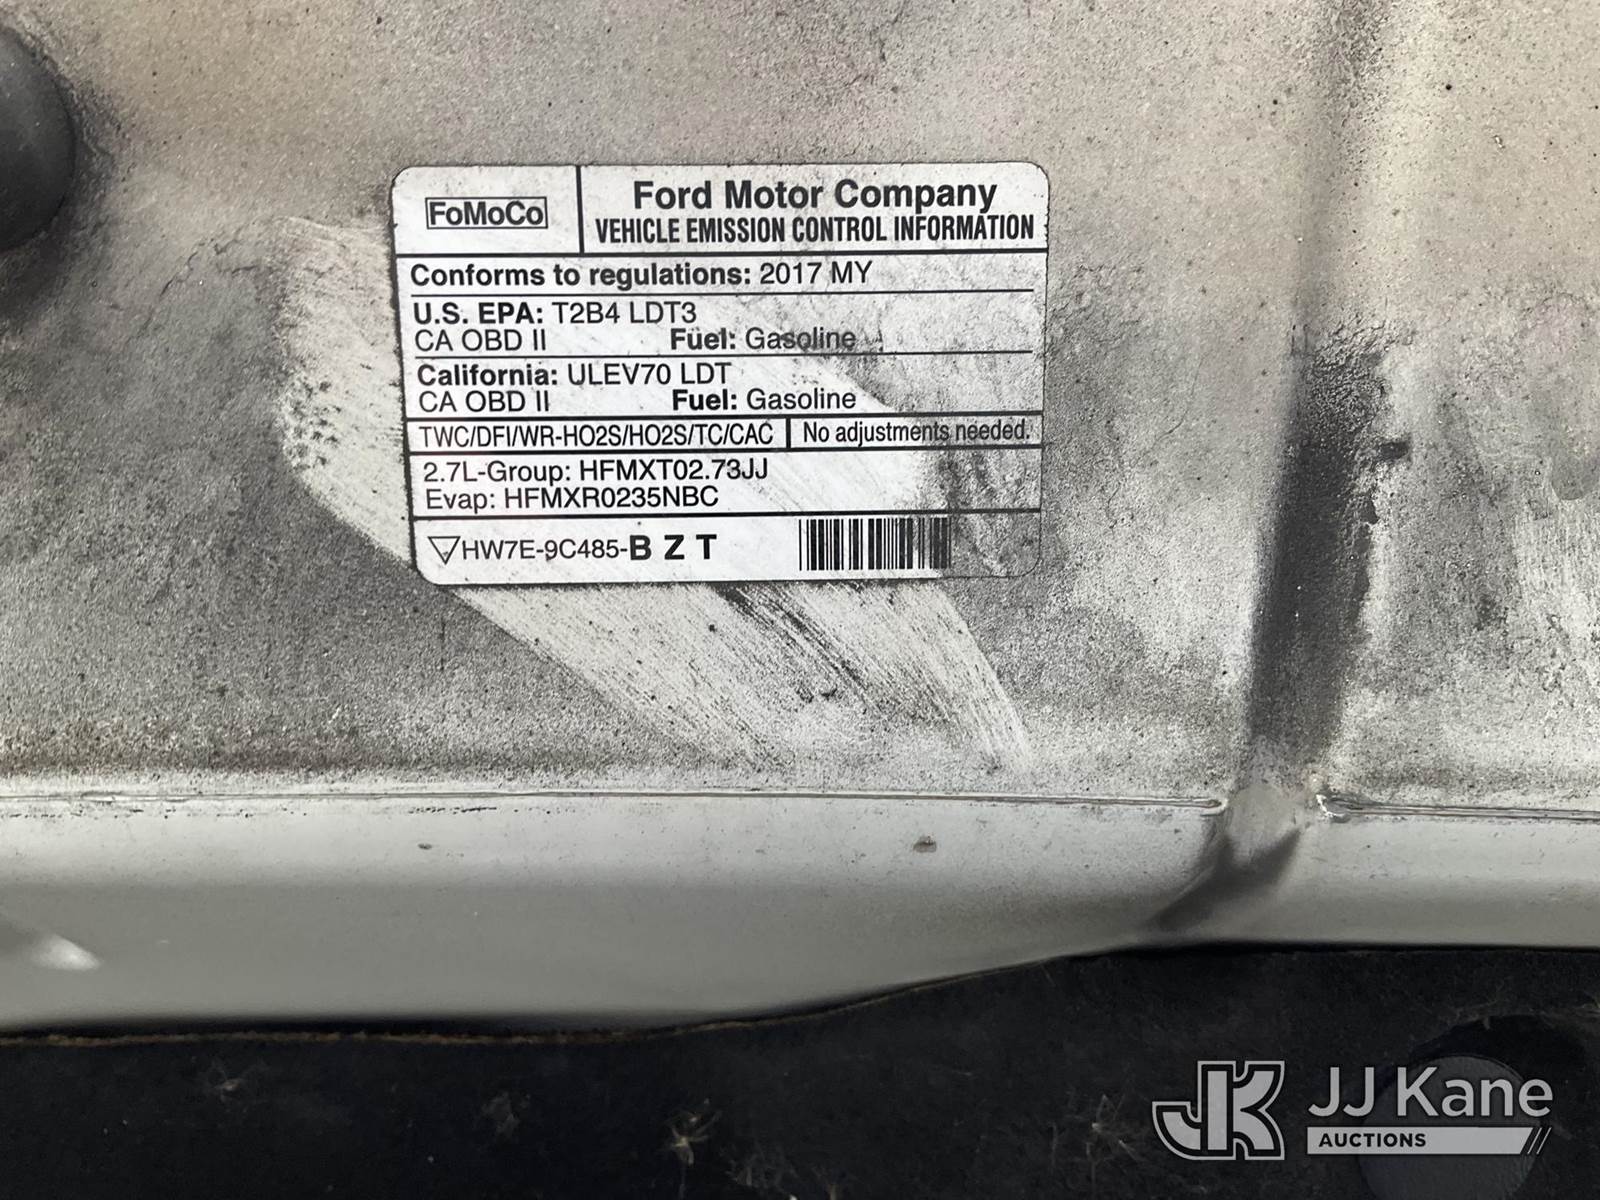 FoMoCo
Ford Motor Company
VEHICLE EMISSION CONTROL INFORMATION
Conforms to regulations: 2017 MY
U.S. EPA: T2B4 LDT3
CA OBD II Fuel: Gasoline
California: ULEV70 LDT
CA OBD II Fuel: Gasoline
TWC/DFI/WR-HO2S/HO2S/TC/CAC No adjustments needed.
2.7L-Group: HFMXT02.73JJ
Evap: HFMXR0235NBC
HW7E-9C485-B Z T
JK JJ Kane
AUCTIONS